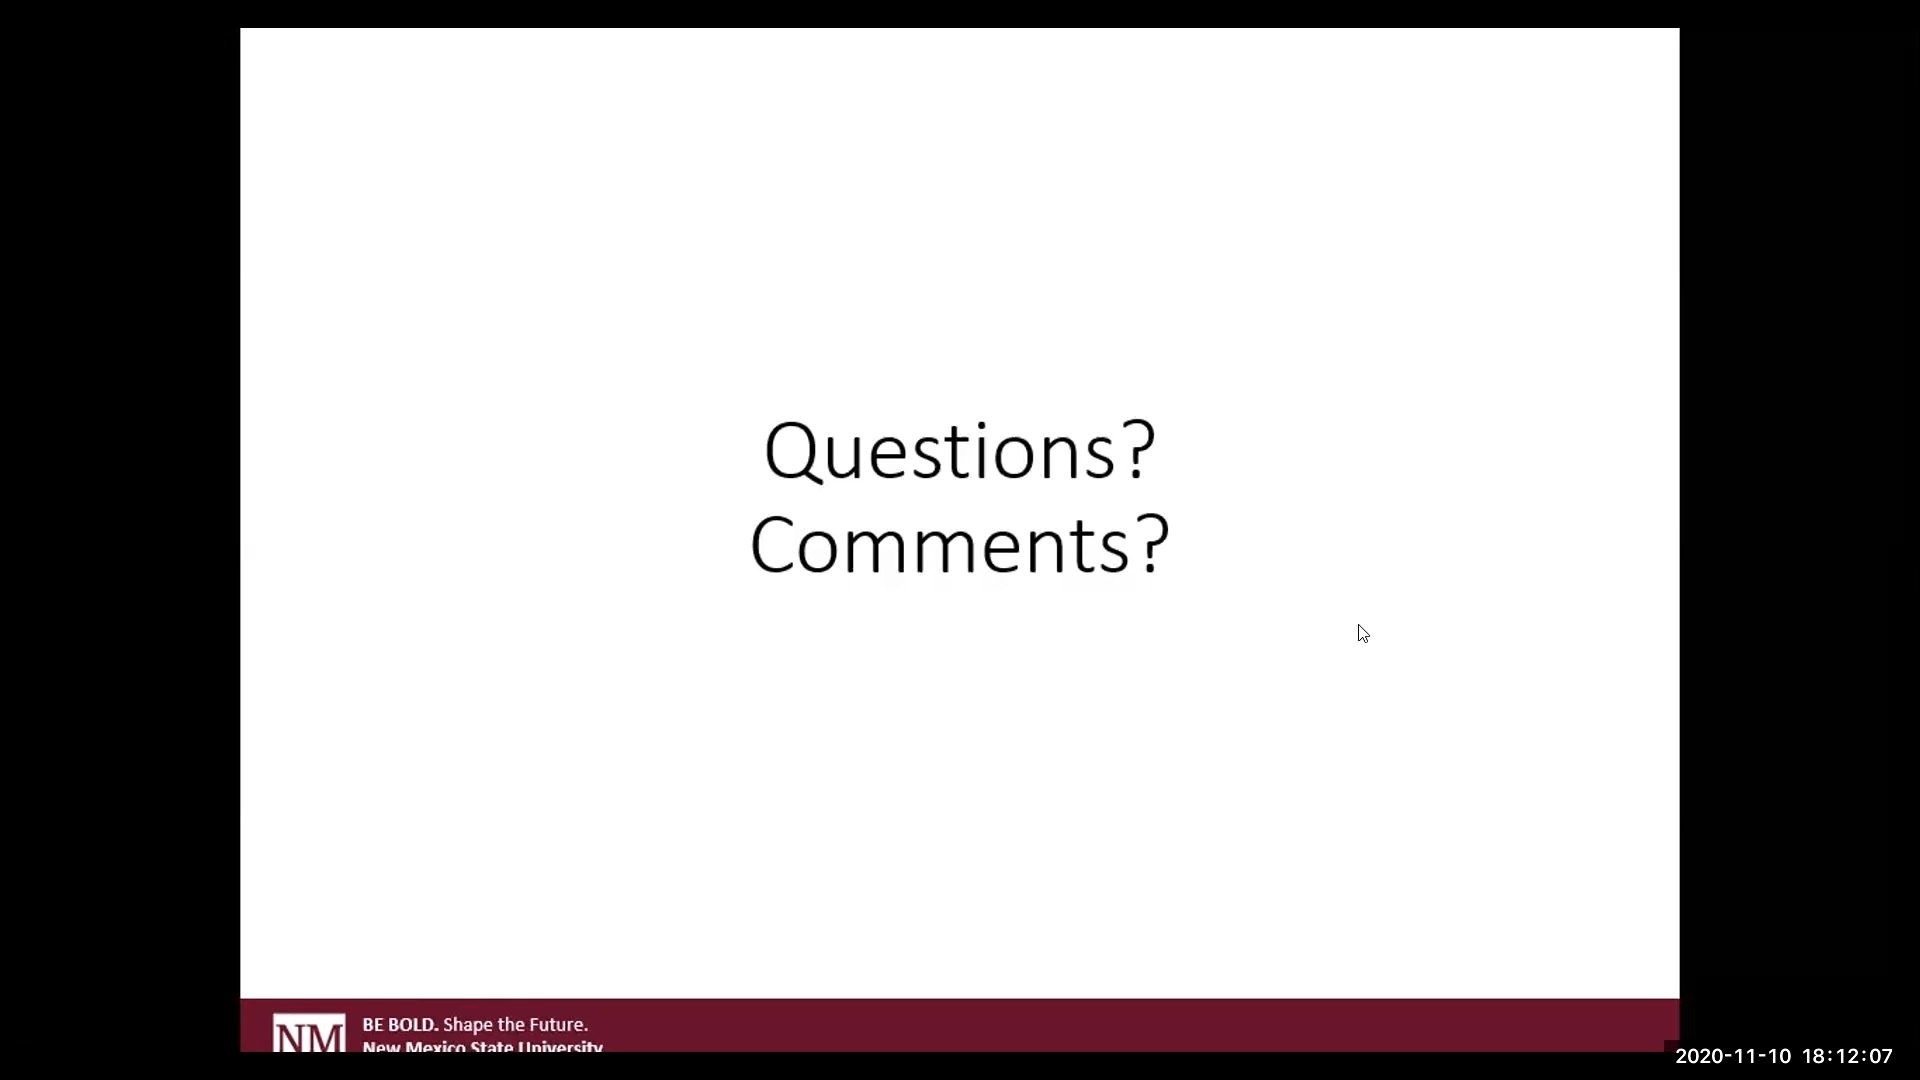 Questions?
Comments?
NM
BE BOLD. Shape the Future.
New Mexico State University
2020-11-10 18:12:07